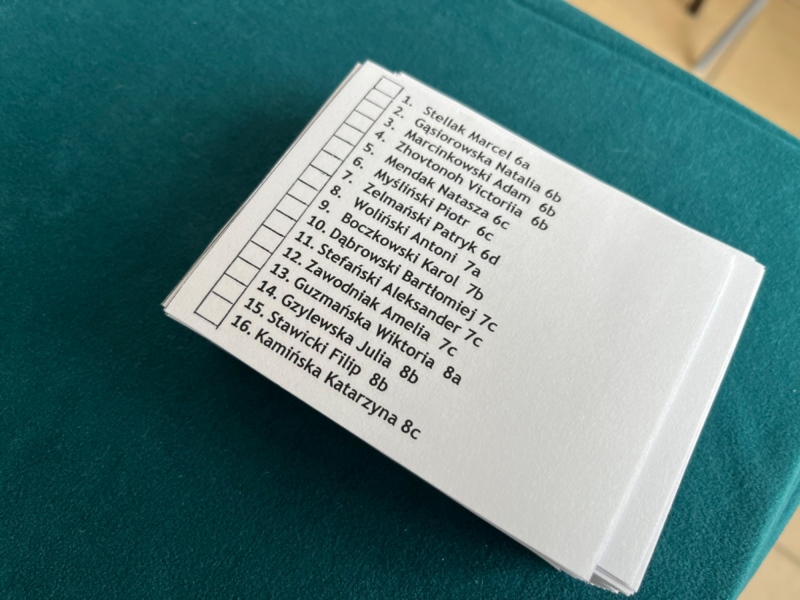 1. Stellak Marcel 6a
2. Gąsiorowska Natalia 6b
3. Marcinkowski Adam 6b
4. Zhovtonoh Victoriia 6b
5. Mendak Natasza 6c
6. Myśliński Piotr 6c
7. Zelmański Patryk 6d
8. Woliński Antoni 7a
9. Boczkowski Karol 7b
10. Dąbrowski Bartłomiej 7c
11. Stefański Aleksander 7c
12. Zawodniak Amelia 7c
13. Guzmańska Wiktoria 8a
14. Gzylewska Julia 8b
15. Stawicki Filip 8b
16. Kamińska Katarzyna 8c